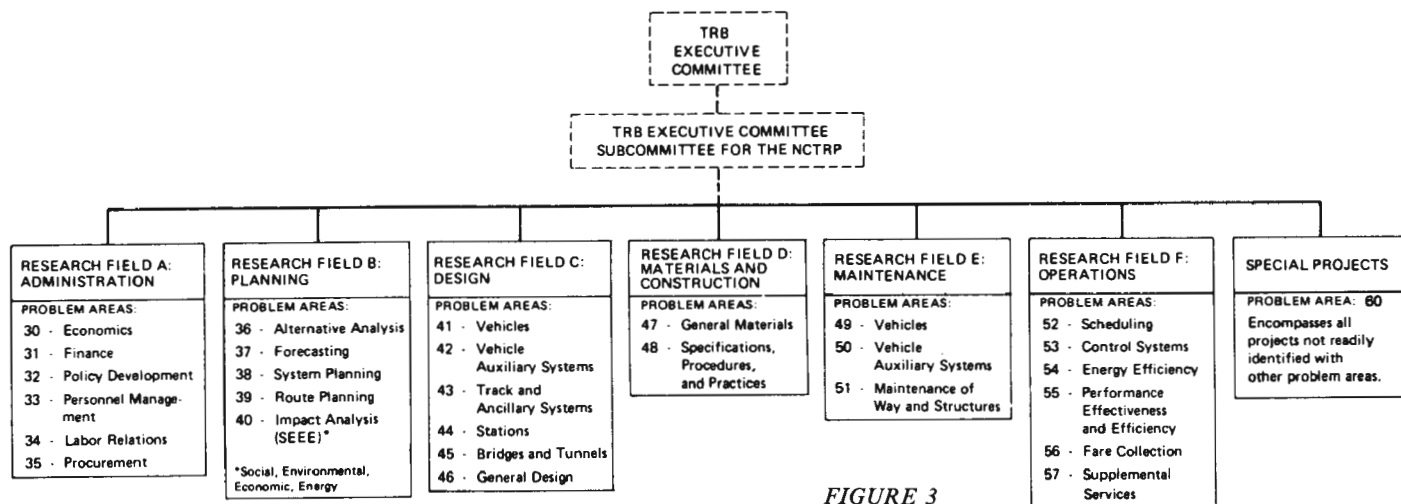 TRB
EXECUTIVE
COMMITTEE
TRB EXECUTIVE COMMITTEE
SUBCOMMITTEE FOR THE NCTRP
RESEARCH FIELD A:
ADMINISTRATION
PROBLEM AREAS:
30 · Economics
31 · Finance
32 · Policy Development
33 · Personnel Manage-
ment
34 · Labor Relations
35 · Procurement
RESEARCH FIELD B:
PLANNING
PROBLEM AREAS:
36 · Alternative Analysis
37 · Forecasting
38 · System Planning
39 · Route Planning
40 · Impact Analysis
(SEEE)*
*Social, Environmental,
Economic, Energy
RESEARCH FIELD C:
DESIGN
PROBLEM AREAS:
41 · Vehicles
42 · Vehicle
Auxiliary Systems
43 · Track and
Ancillary Systems
44 · Stations
45 · Bridges and Tunnels
46 · General Design
RESEARCH FIELD D:
MATERIALS AND
CONSTRUCTION
PROBLEM AREAS:
47 · General Materials
48 · Specifications,
Procedures,
and Practices
RESEARCH FIELD E:
MAINTENANCE
PROBLEM AREAS:
49 · Vehicles
50 · Vehicle
Auxiliary Systems
51 · Maintenance of
Way and Structures
RESEARCH FIELD F:
OPERATIONS
PROBLEM AREAS:
52 · Scheduling
53 · Control Systems
54 · Energy Efficiency
55 · Performance
Effectiveness
and Efficiency
56 · Fare Collection
57 · Supplemental
Services
SPECIAL PROJECTS
PROBLEM AREA: 60
Encompasses all
projects not readily
identified with
other problem areas.
FIGURE 3